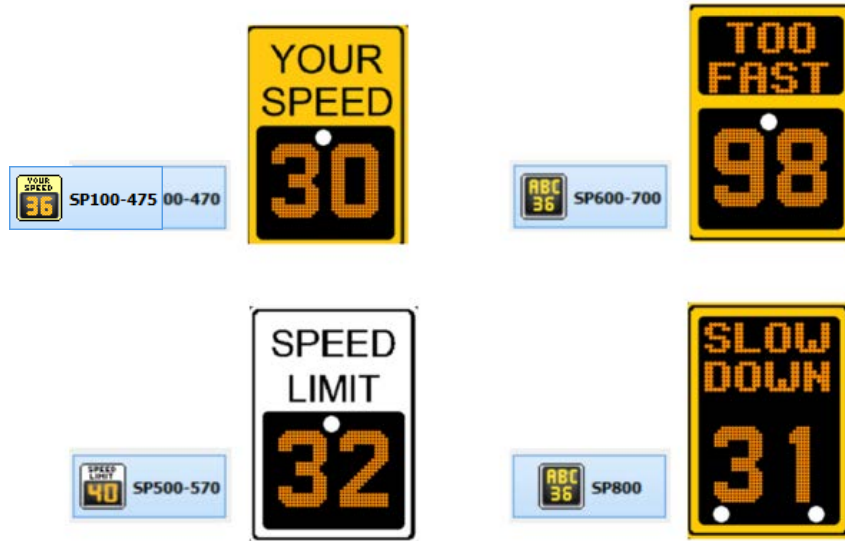 YOUR
SPEED
30
YOUR
SPEED
36
SP100-475
00-470
TOO
FAST
98
ABC
36
SP600-700
SPEED
LIMIT
32
SPEED
LIMIT
40
SP500-570
SLOW
DOWN
31
ABC
36
SP800